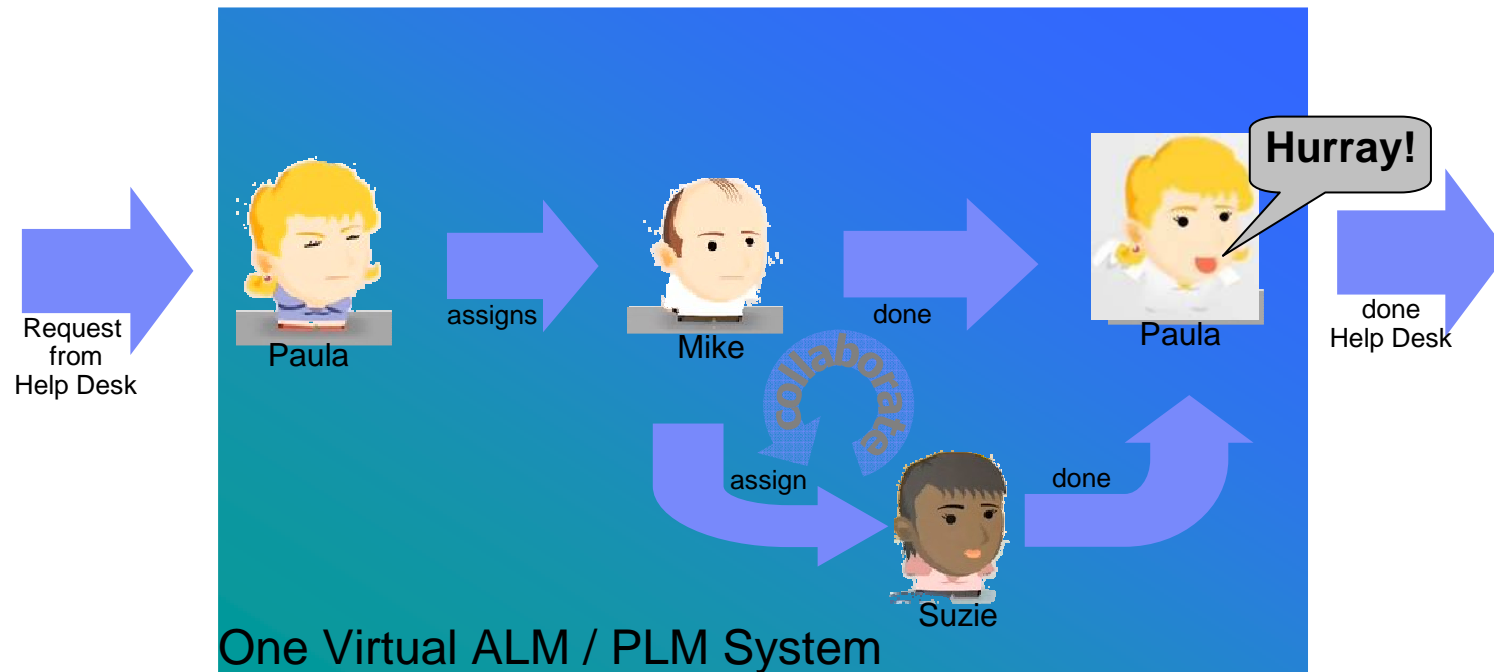 Hurray!
Request
from
Help Desk
Paula
assigns
Mike
done
Paula
done
Help Desk
collaborate
assign
done
Suzie
One Virtual ALM / PLM System